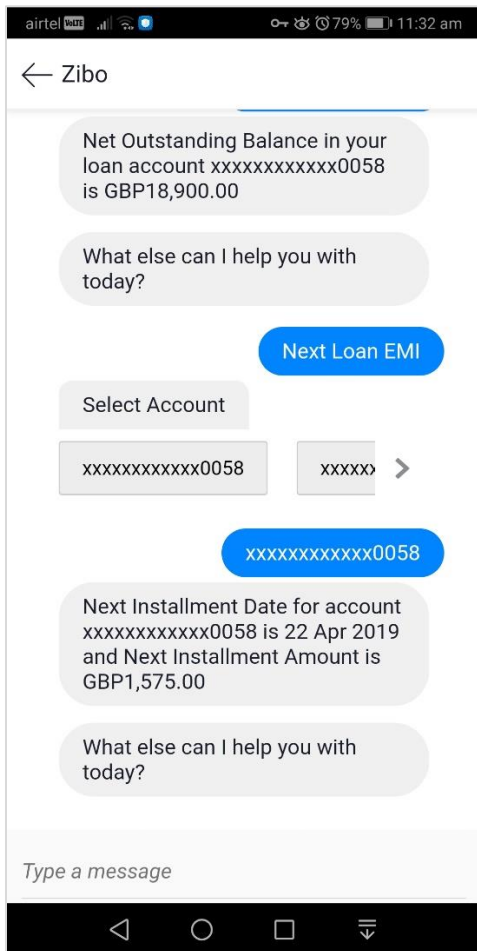 airtel VoLTE 79% 11:32 am
Zibo
Net Outstanding Balance in your
loan account xxxxxxxxxxxx0058
is GBP18,900.00
What else can I help you with
today?
Next Loan EMI
Select Account
xxxxxxxxxxxx0058 xxxxxx
xxxxxxxxxxxx0058
Next Installment Date for account
xxxxxxxxxxxx0058 is 22 Apr 2019
and Next Installment Amount is
GBP1,575.00
What else can I help you with
today?
Type a message